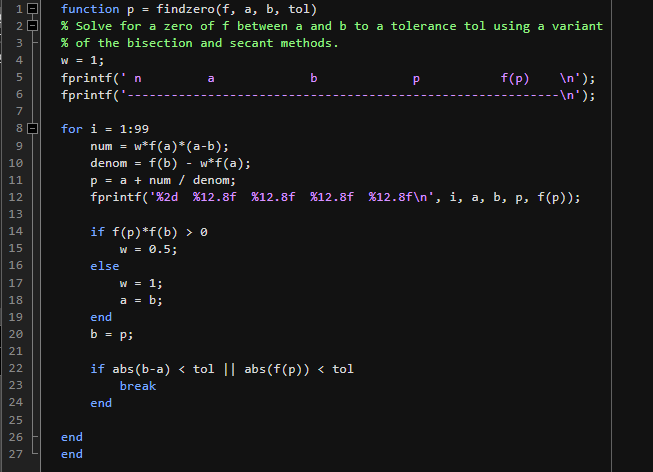 1 function p = findzero(f, a, b, tol)
2 % Solve for a zero of f between a and b to a tolerance tol using a variant
3 % of the bisection and secant methods.
4 w = 1;
5 fprintf(' n         a             b             p           f(p)    \n');
6 fprintf('-----------------------------------------------------------\n');
7
8 for i = 1:99
9     num = w*f(a)*(a-b);
10     denom = f(b) - w*f(a);
11     p = a + num / denom;
12     fprintf('%2d  %12.8f  %12.8f  %12.8f  %12.8f\n', i, a, b, p, f(p));
13
14     if f(p)*f(b) > 0
15         w = 0.5;
16     else
17         w = 1;
18         a = b;
19     end
20     b = p;
21
22     if abs(b-a) < tol || abs(f(p)) < tol
23         break
24     end
25
26 end
27 end